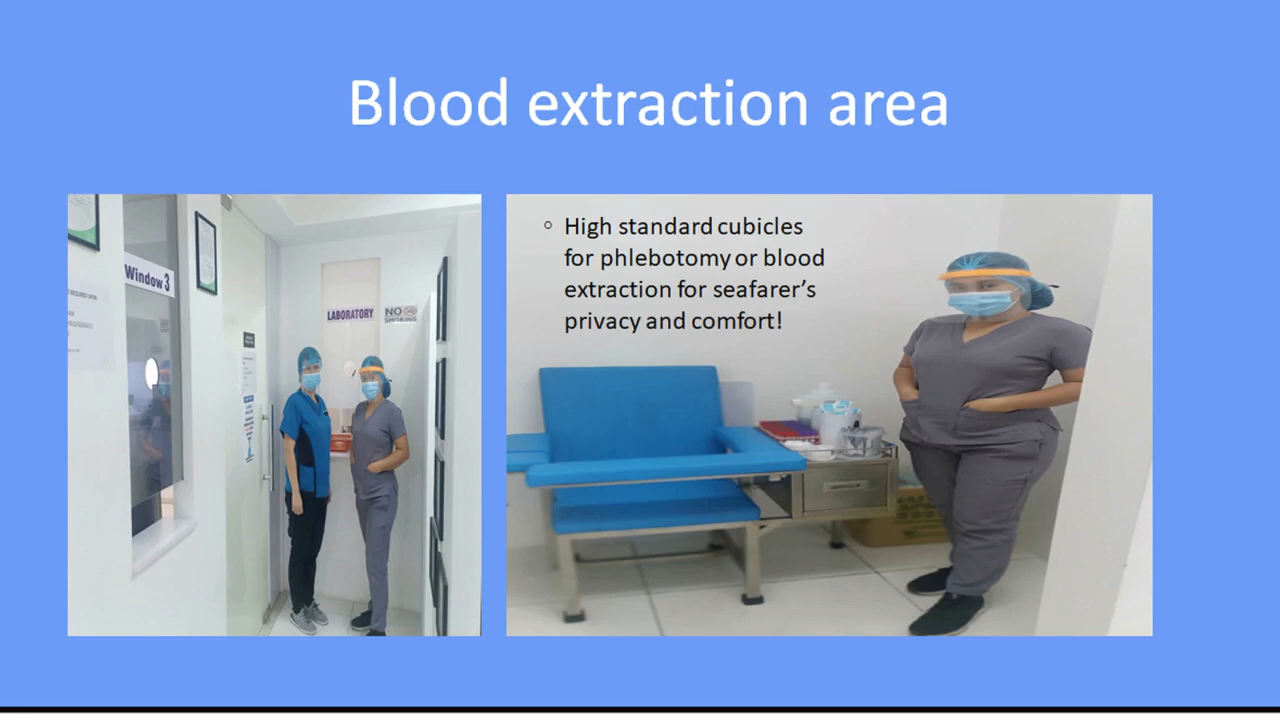 Blood extraction area
Window 3
LABORATORY
NO
SMOKING
○ High standard cubicles
for phlebotomy or blood
extraction for seafarer’s
privacy and comfort!